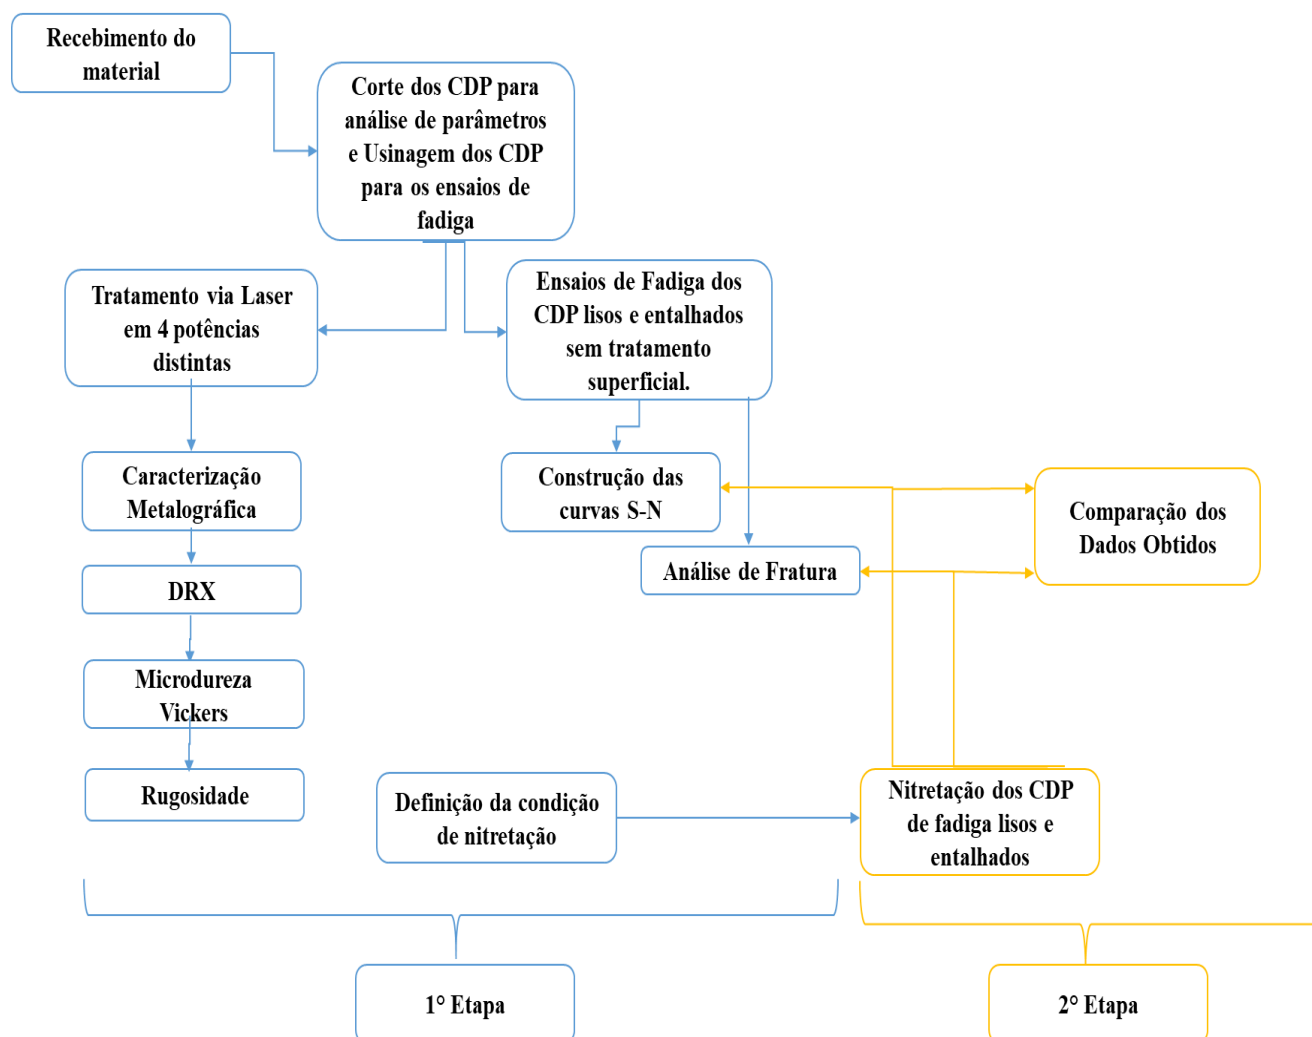 Recebimento do
material
Corte dos CDP para
análise de parâmetros
e Usinagem dos CDP
para os ensaios de
fadiga
Tratamento via Laser
em 4 potências
distintas
Ensaios de Fadiga dos
CDP lisos e entalhados
sem tratamento
superficial.
Caracterização
Metalográfica
Construção das
curvas S-N
Comparação dos
Dados Obtidos
Análise de Fratura
DRX
Microdureza
Vickers
Rugosidade
Definição da condição
de nitretação
Nitretação dos CDP
de fadiga lisos e
entalhados
1° Etapa
2° Etapa